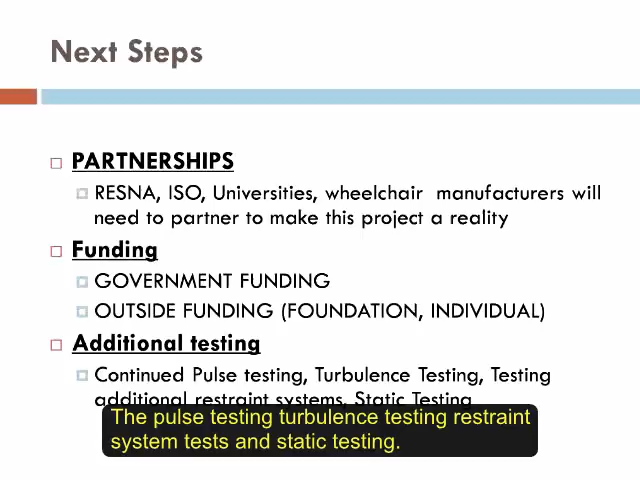 Next Steps
PARTNERSHIPS
RESNA, ISO, Universities, wheelchair manufacturers will
need to partner to make this project a reality
Funding
GOVERNMENT FUNDING
OUTSIDE FUNDING (FOUNDATION, INDIVIDUAL)
Additional testing
Continued Pulse testing, Turbulence Testing, Testing
additional restraint systems, Static Testing
The pulse testing turbulence testing restraint
system tests and static testing.